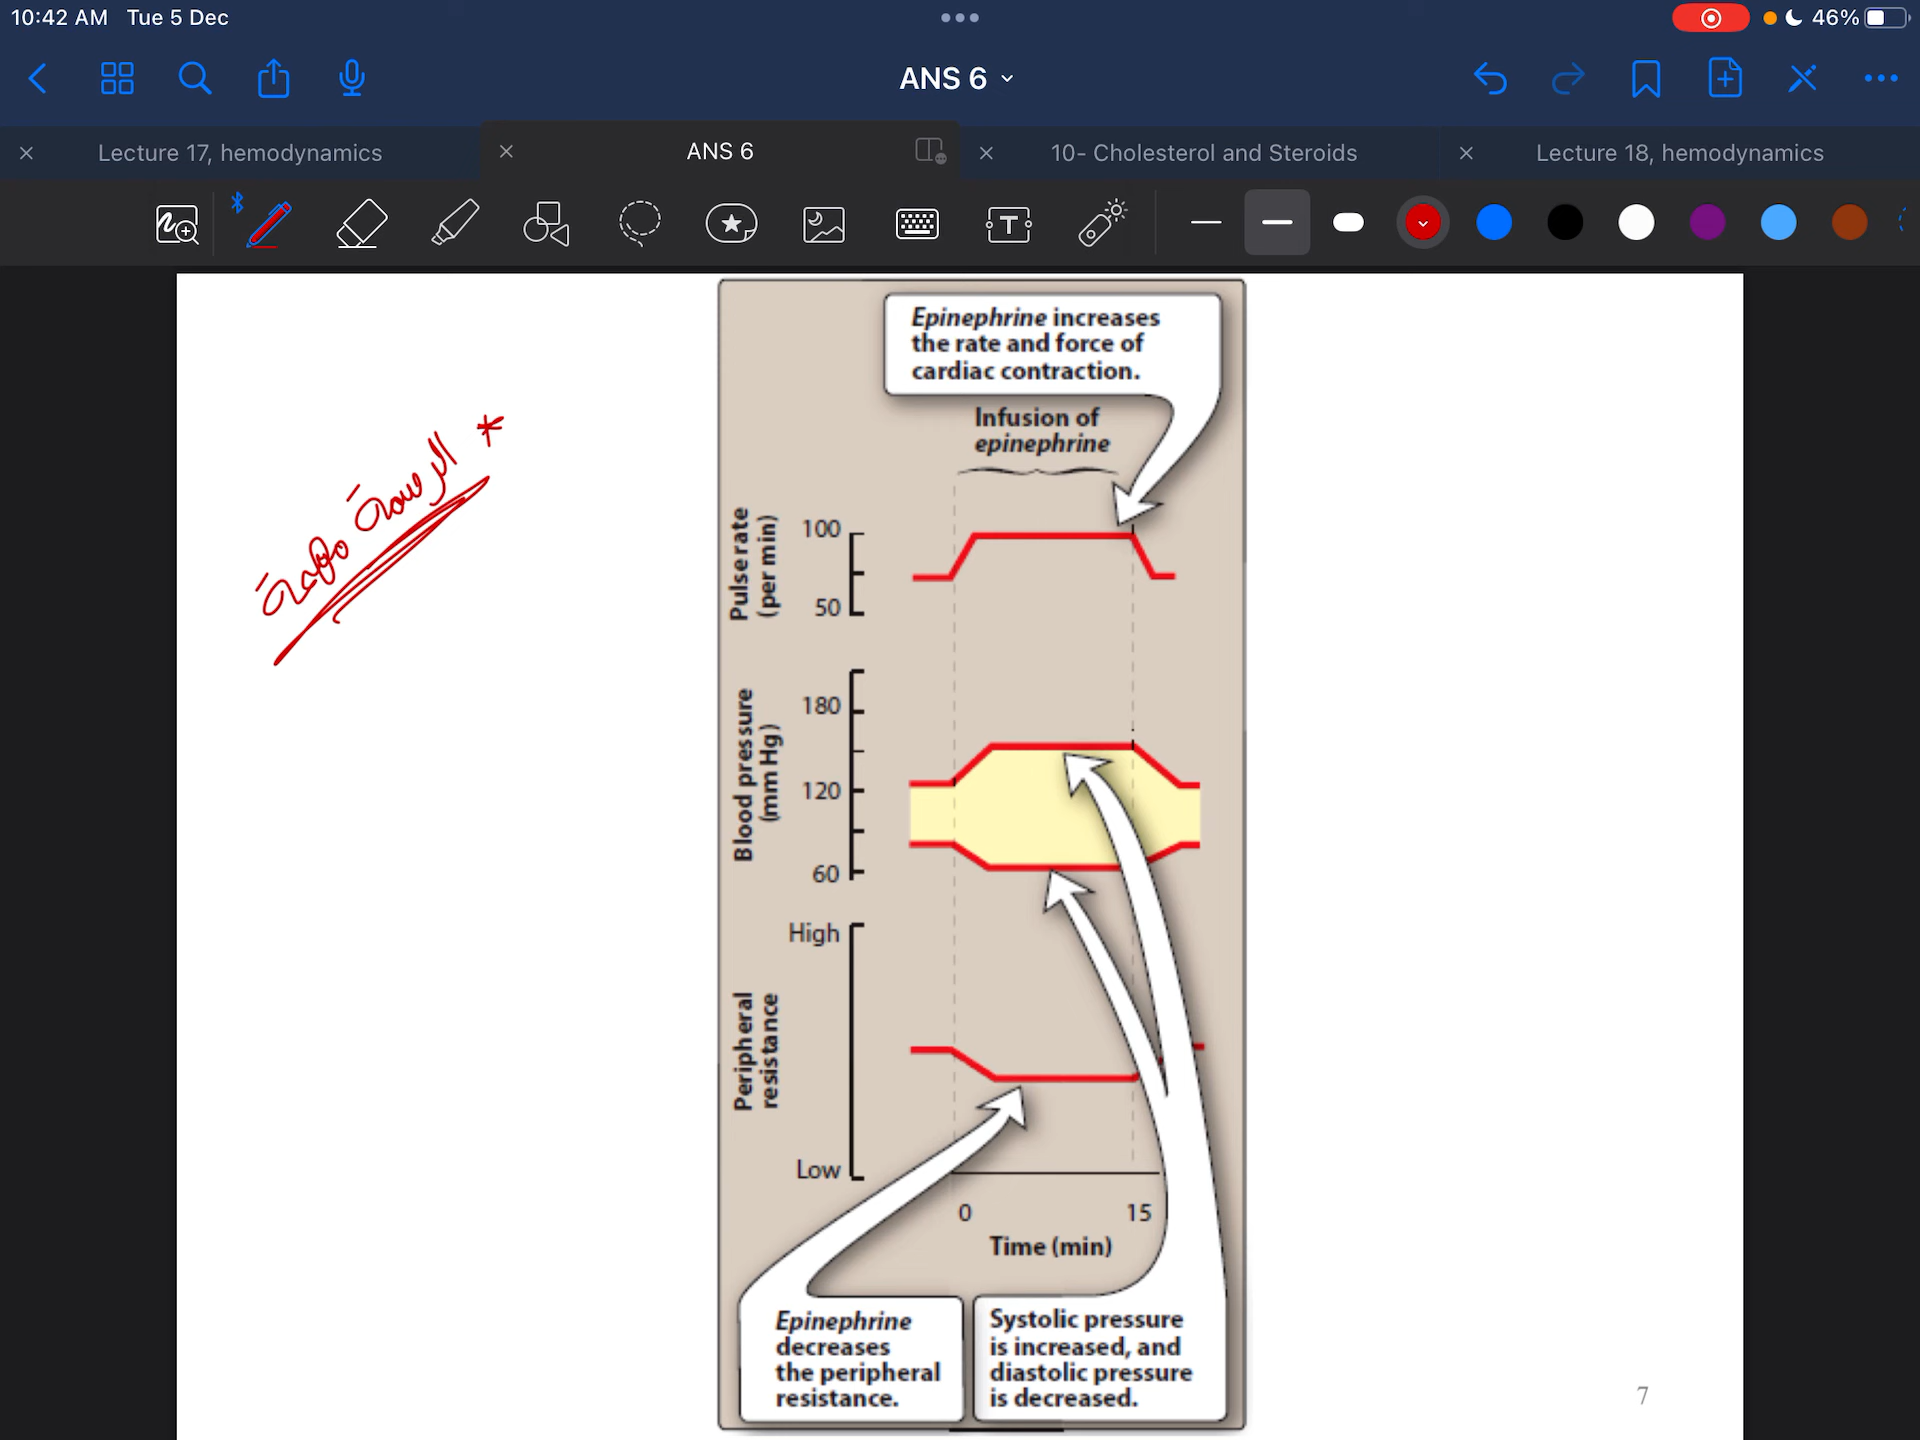 10:42 AM Tue 5 Dec
46%
ANS 6
Lecture 17, hemodynamics
ANS 6
10- Cholesterol and Steroids
Lecture 18, hemodynamics
Epinephrine increases
the rate and force of
cardiac contraction.
Infusion of
epinephrine
* الرسمة مهمة
Pulse rate
(per min)
100
50
Blood pressure
(mm Hg)
180
120
60
Peripheral
resistance
High
Low
0 15
Time (min)
Epinephrine
decreases
the peripheral
resistance.
Systolic pressure
is increased, and
diastolic pressure
is decreased.
7